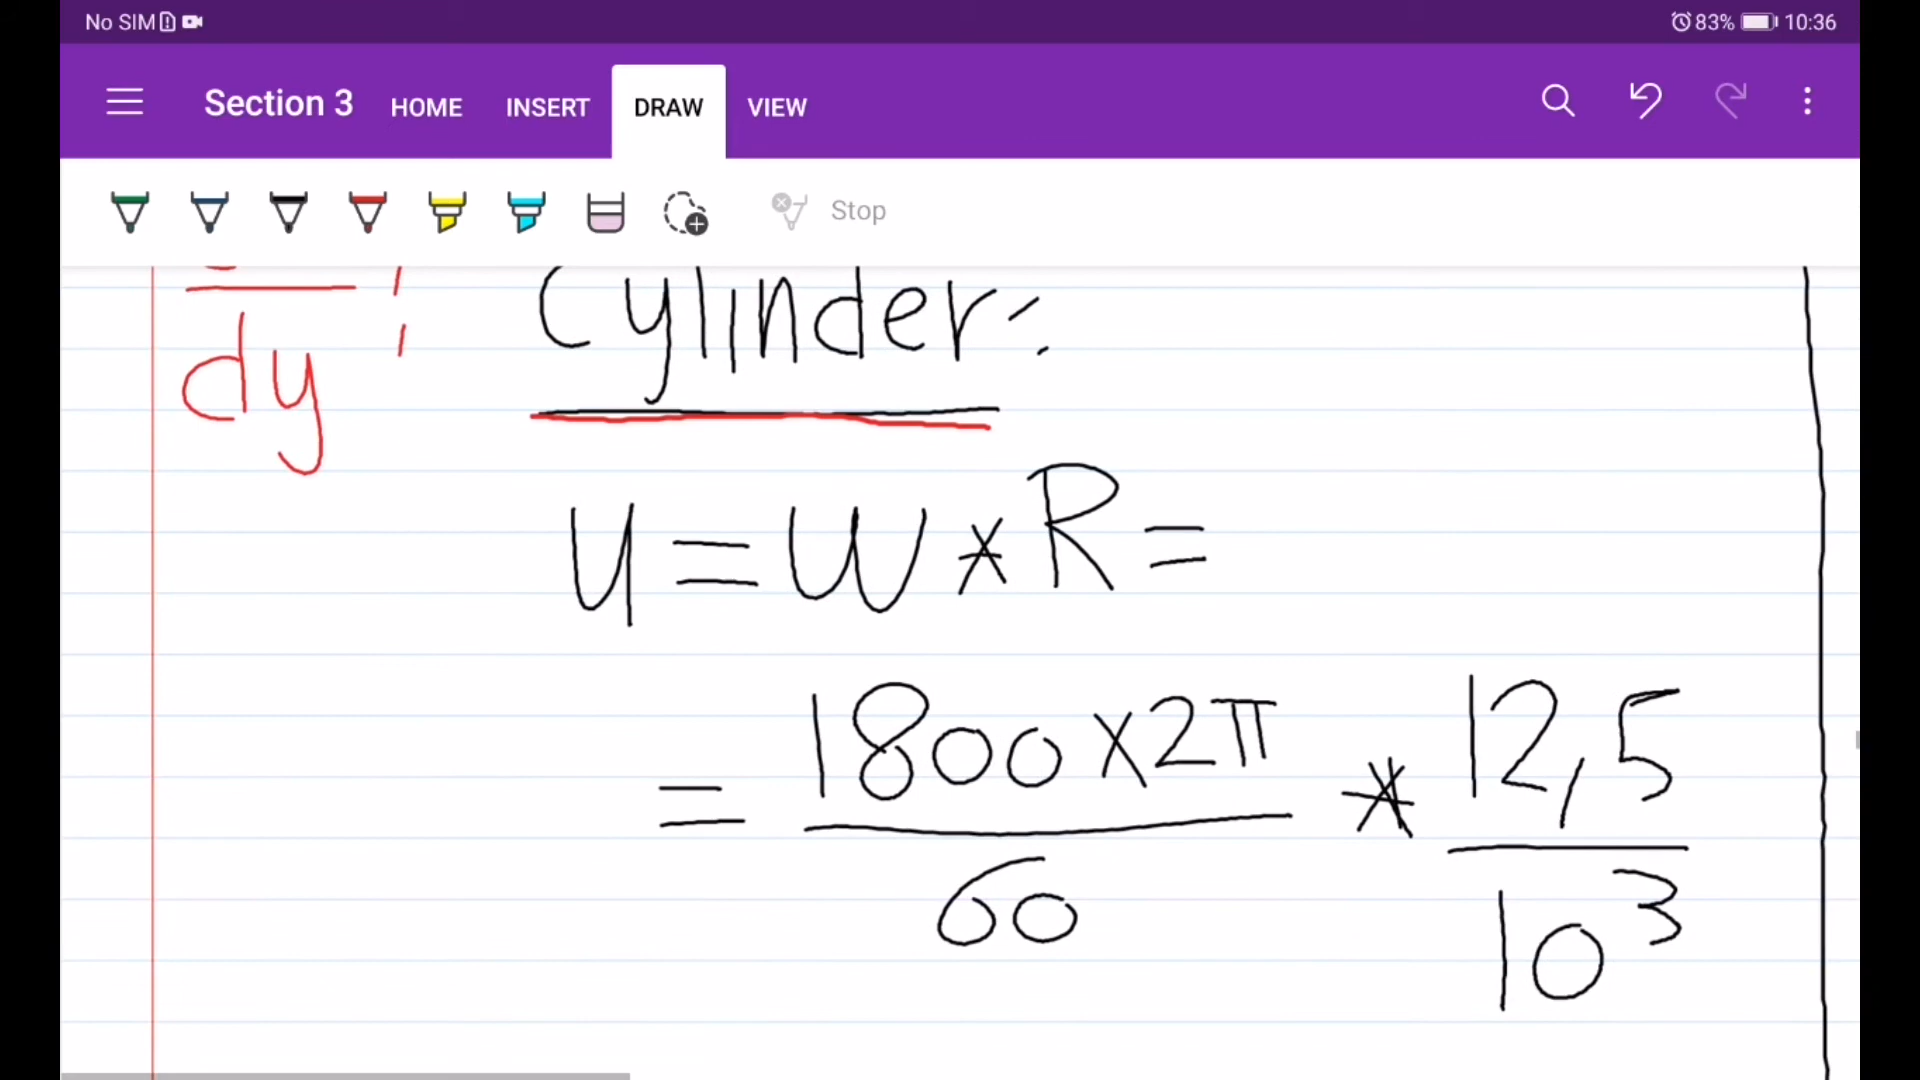 No SIM 83% 10:36
Section 3 HOME INSERT DRAW VIEW
Stop
Cylinder:
dy
U = W * R =
= 1800 x 2π * 12,5
60 10³